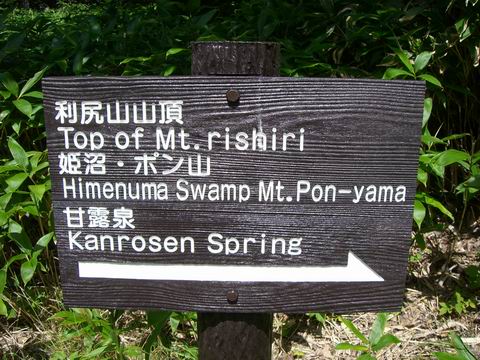 利尻山山頂
Top of Mt.rishiri
姫沼・ポン山
Himenuma Swamp Mt.Pon-yama
甘露泉
Kanrosen Spring